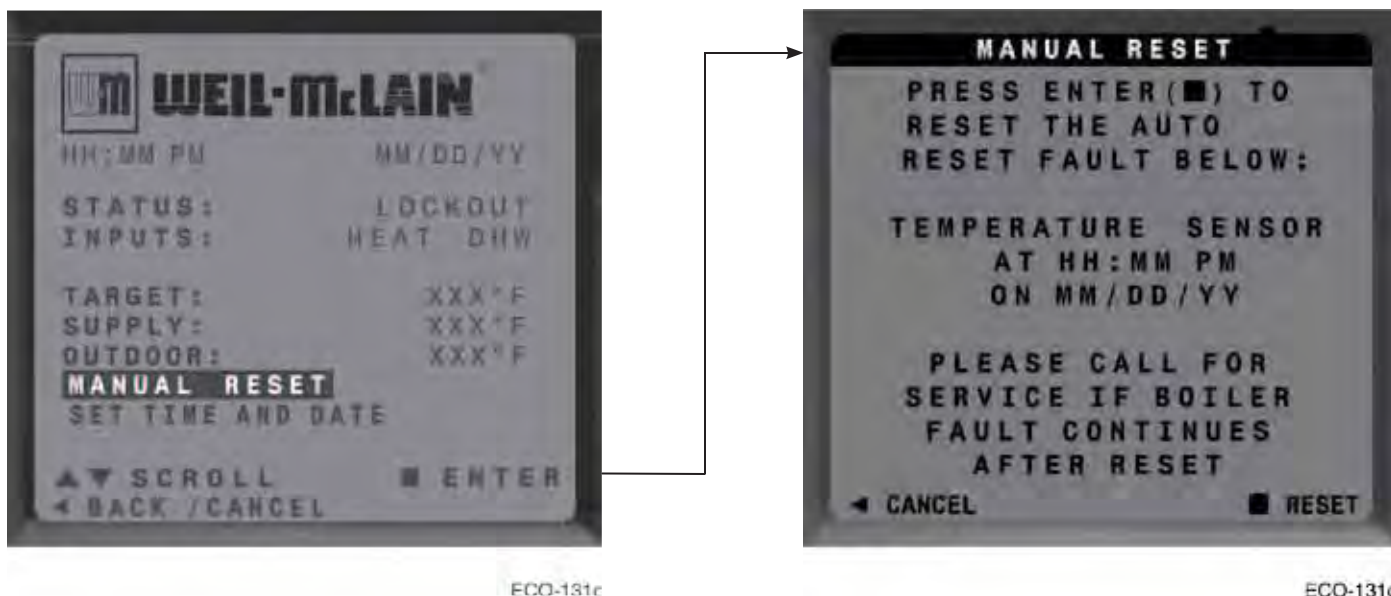 WM WEIL-McLAIN
HH:MM PM MM/DD/YY
STATUS: LOCKOUT
INPUTS: HEAT DHW
TARGET: XXX°F
SUPPLY: XXX°F
OUTDOOR: XXX°F
MANUAL RESET
SET TIME AND DATE
▲▼ SCROLL ■ ENTER
◄ BACK /CANCEL
ECO-131c
MANUAL RESET
PRESS ENTER(■) TO
RESET THE AUTO
RESET FAULT BELOW:
TEMPERATURE SENSOR
AT HH:MM PM
ON MM/DD/YY
PLEASE CALL FOR
SERVICE IF BOILER
FAULT CONTINUES
AFTER RESET
◄ CANCEL ■ RESET